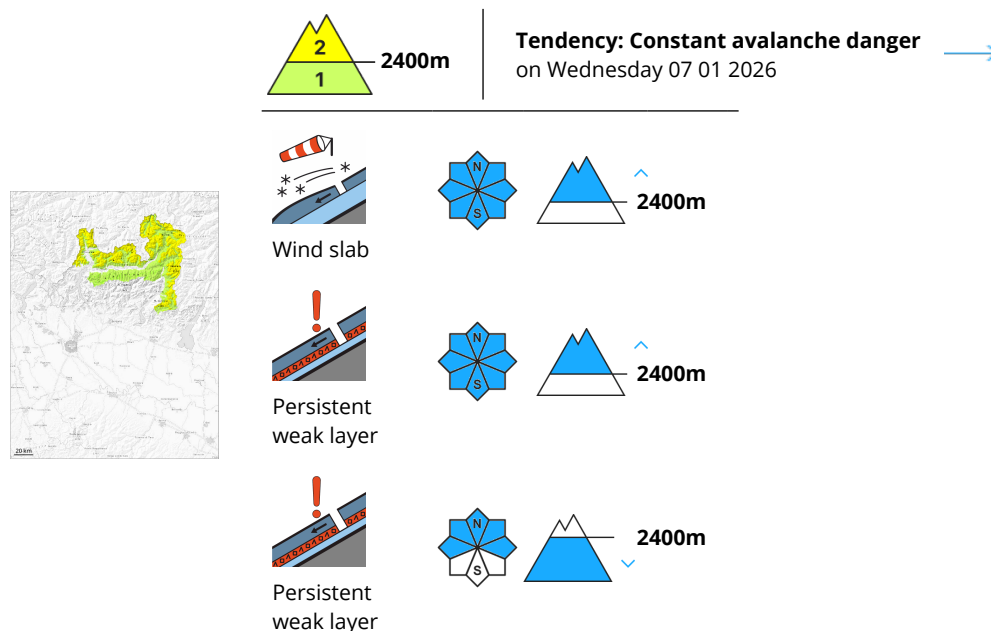 2
1
2400m
Tendency: Constant avalanche danger
on Wednesday 07 01 2026
N
S
2400m
Wind slab
N
S
2400m
Persistent
weak layer
N
S
2400m
Persistent
weak layer
20 km